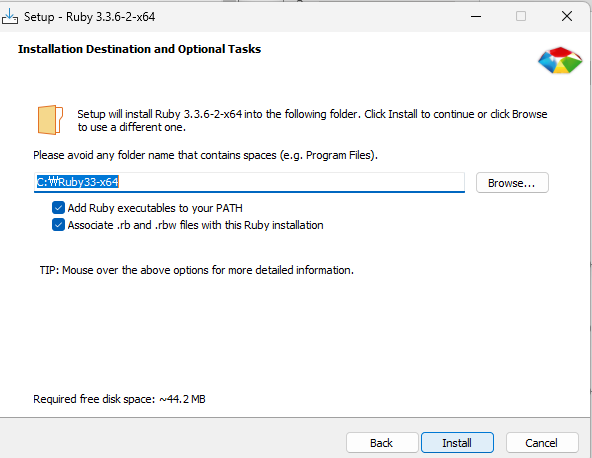 Setup - Ruby 3.3.6-2-x64
Installation Destination and Optional Tasks
Setup will install Ruby 3.3.6-2-x64 into the following folder. Click Install to continue or click Browse
to use a different one.
Please avoid any folder name that contains spaces (e.g. Program Files).
C:₩Ruby33-x64
Browse...
Add Ruby executables to your PATH
Associate .rb and .rbw files with this Ruby installation
TIP: Mouse over the above options for more detailed information.
Required free disk space: ~44.2 MB
Back
Install
Cancel